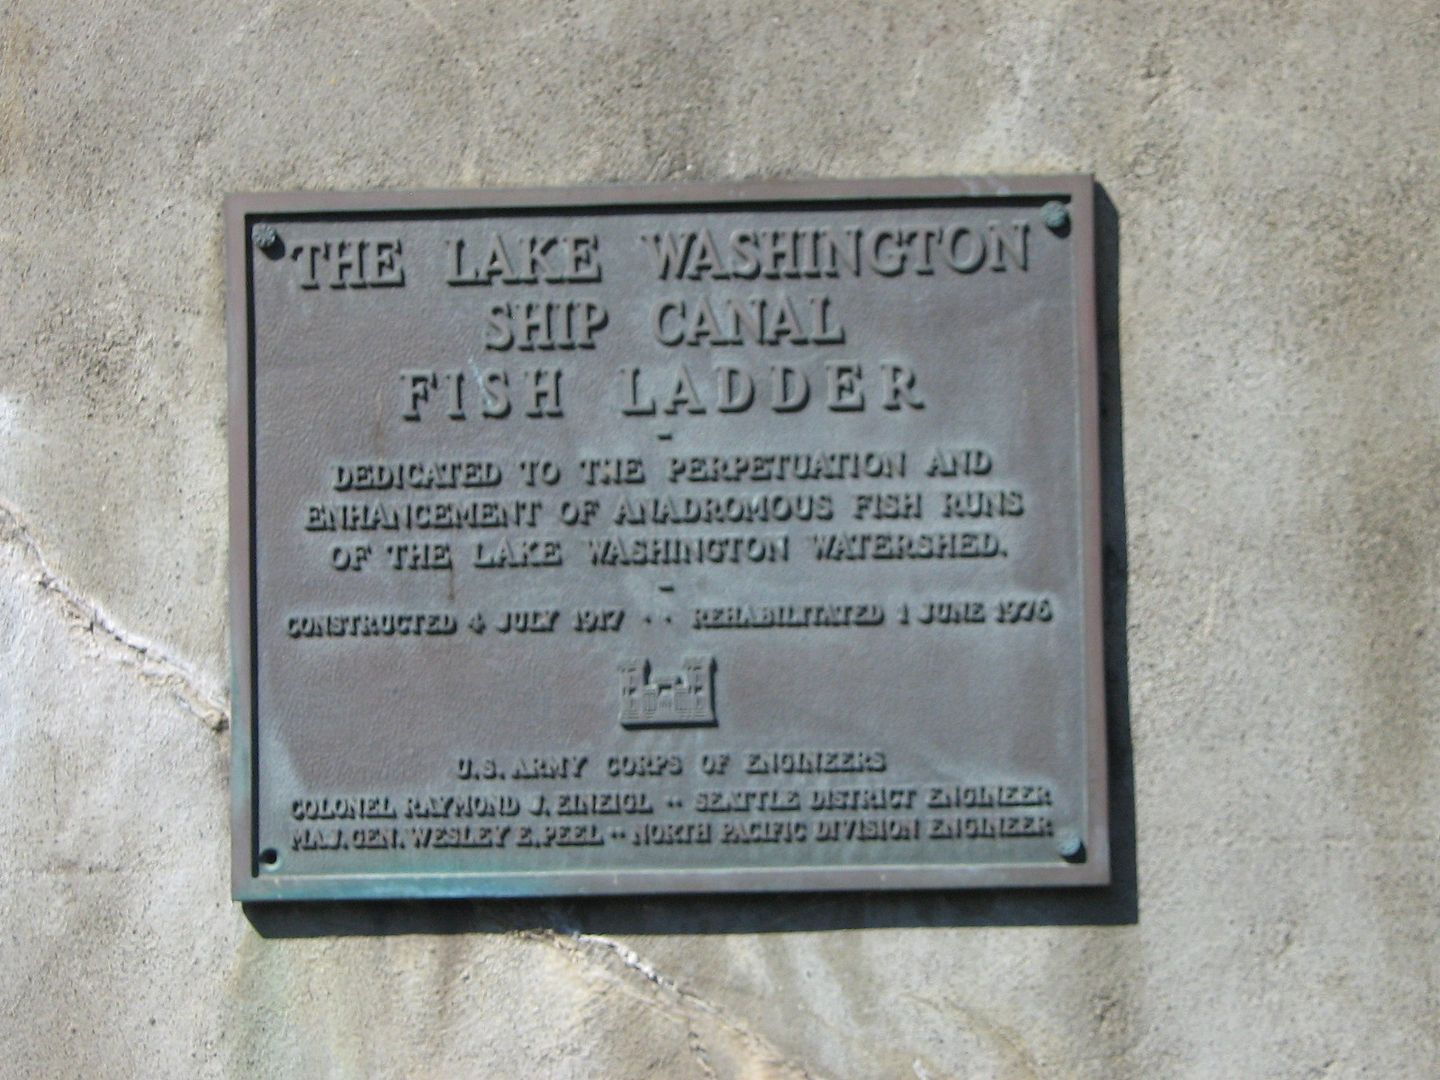 THE LAKE WASHINGTON
SHIP CANAL
FISH LADDER
-
DEDICATED TO THE PERPETUATION AND
ENHANCEMENT OF ANADROMOUS FISH RUNS
OF THE LAKE WASHINGTON WATERSHED.
-
CONSTRUCTED 4 JULY 1917 ·· REHABILITATED 1 JUNE 1976
U.S. ARMY CORPS OF ENGINEERS
COLONEL RAYMOND J. EINEIGL ·· SEATTLE DISTRICT ENGINEER
MAJ. GEN. WESLEY E. PEEL ·· NORTH PACIFIC DIVISION ENGINEER